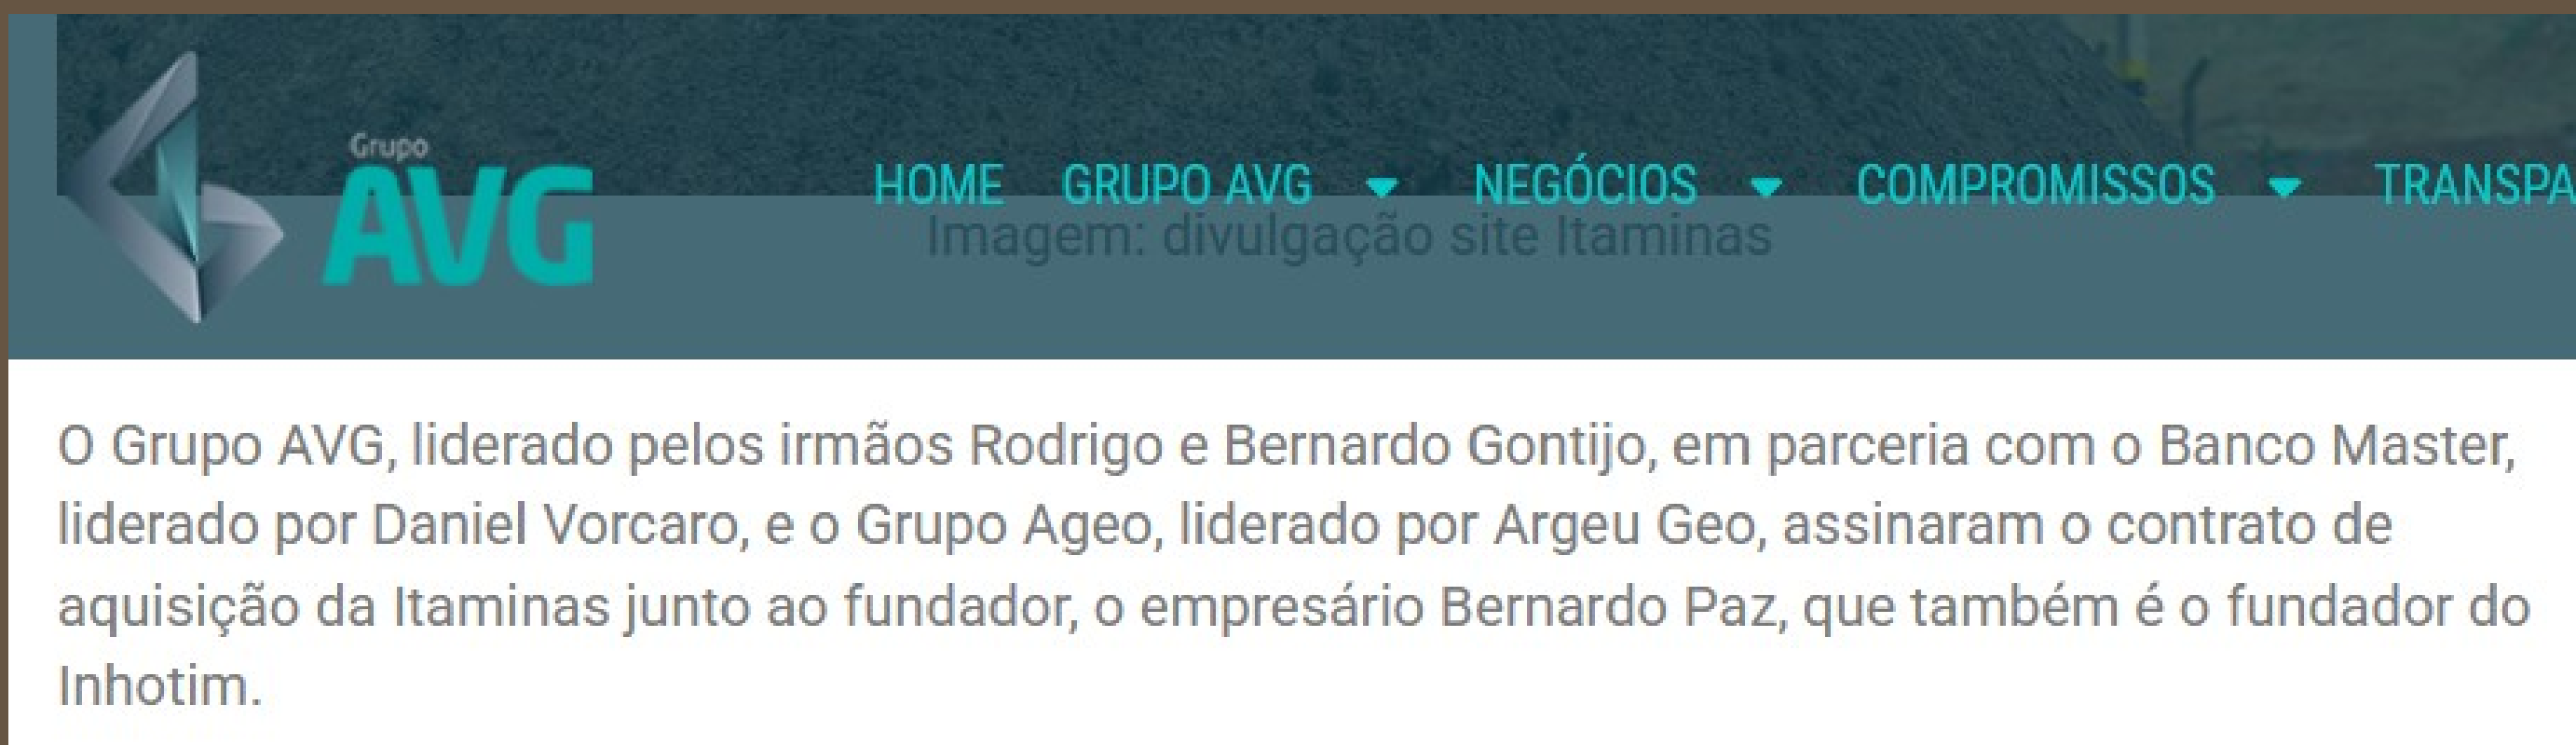 Grupo
AVG
HOME GRUPO AVG NEGÓCIOS COMPROMISSOS TRANSPA
Imagem: divulgação site Itaminas
O Grupo AVG, liderado pelos irmãos Rodrigo e Bernardo Gontijo, em parceria com o Banco Master,
liderado por Daniel Vorcaro, e o Grupo Ageo, liderado por Argeu Geo, assinaram o contrato de
aquisição da Itaminas junto ao fundador, o empresário Bernardo Paz, que também é o fundador do
Inhotim.